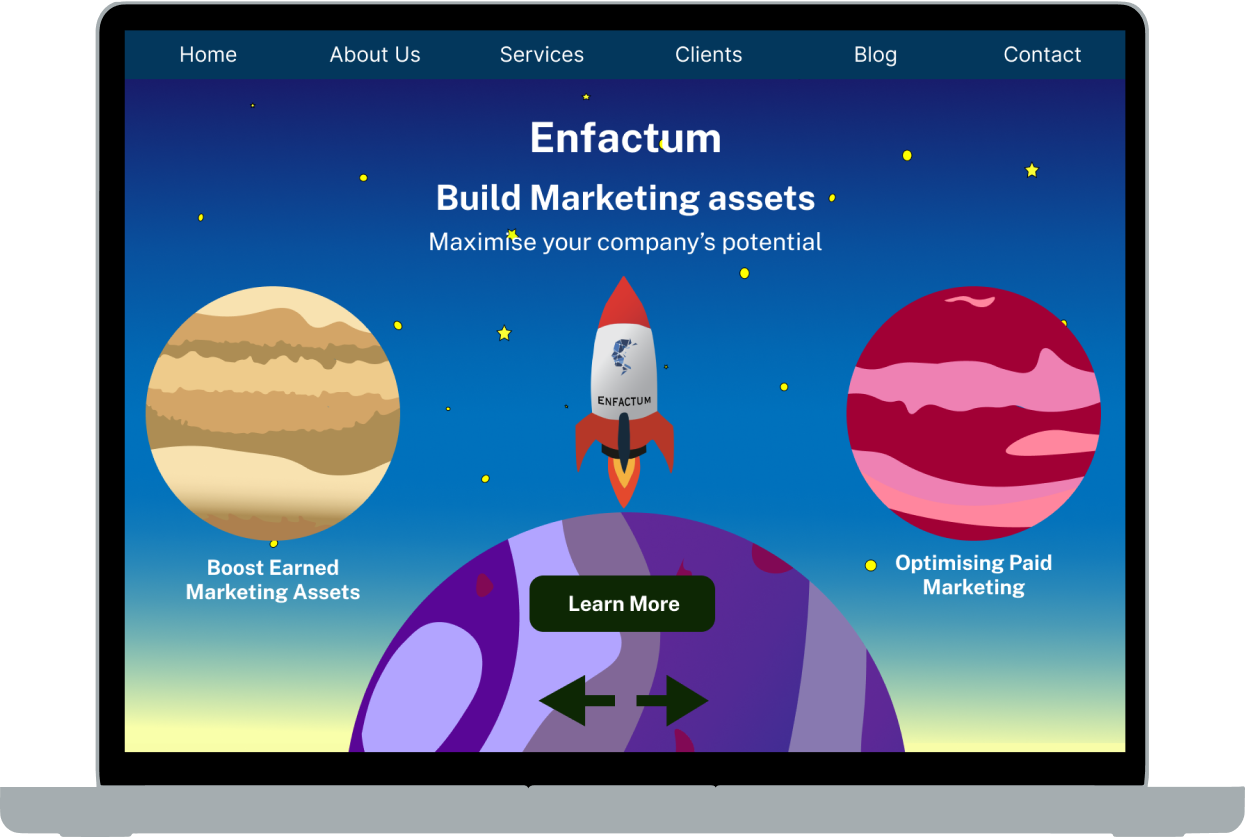 Home About Us Services Clients Blog Contact
Enfactum
Build Marketing assets
Maximise your company’s potential
ENFACTUM
Boost Earned
Marketing Assets
Optimising Paid
Marketing
Learn More